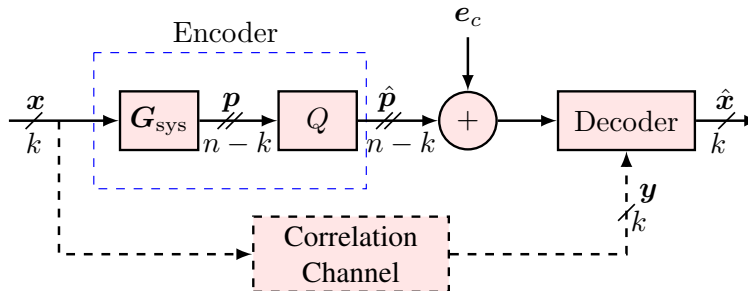 Encoder
e_c
x
k
G_sys
p
n − k
Q
p̂
n − k
+
Decoder
x̂
k
y
k
Correlation
Channel